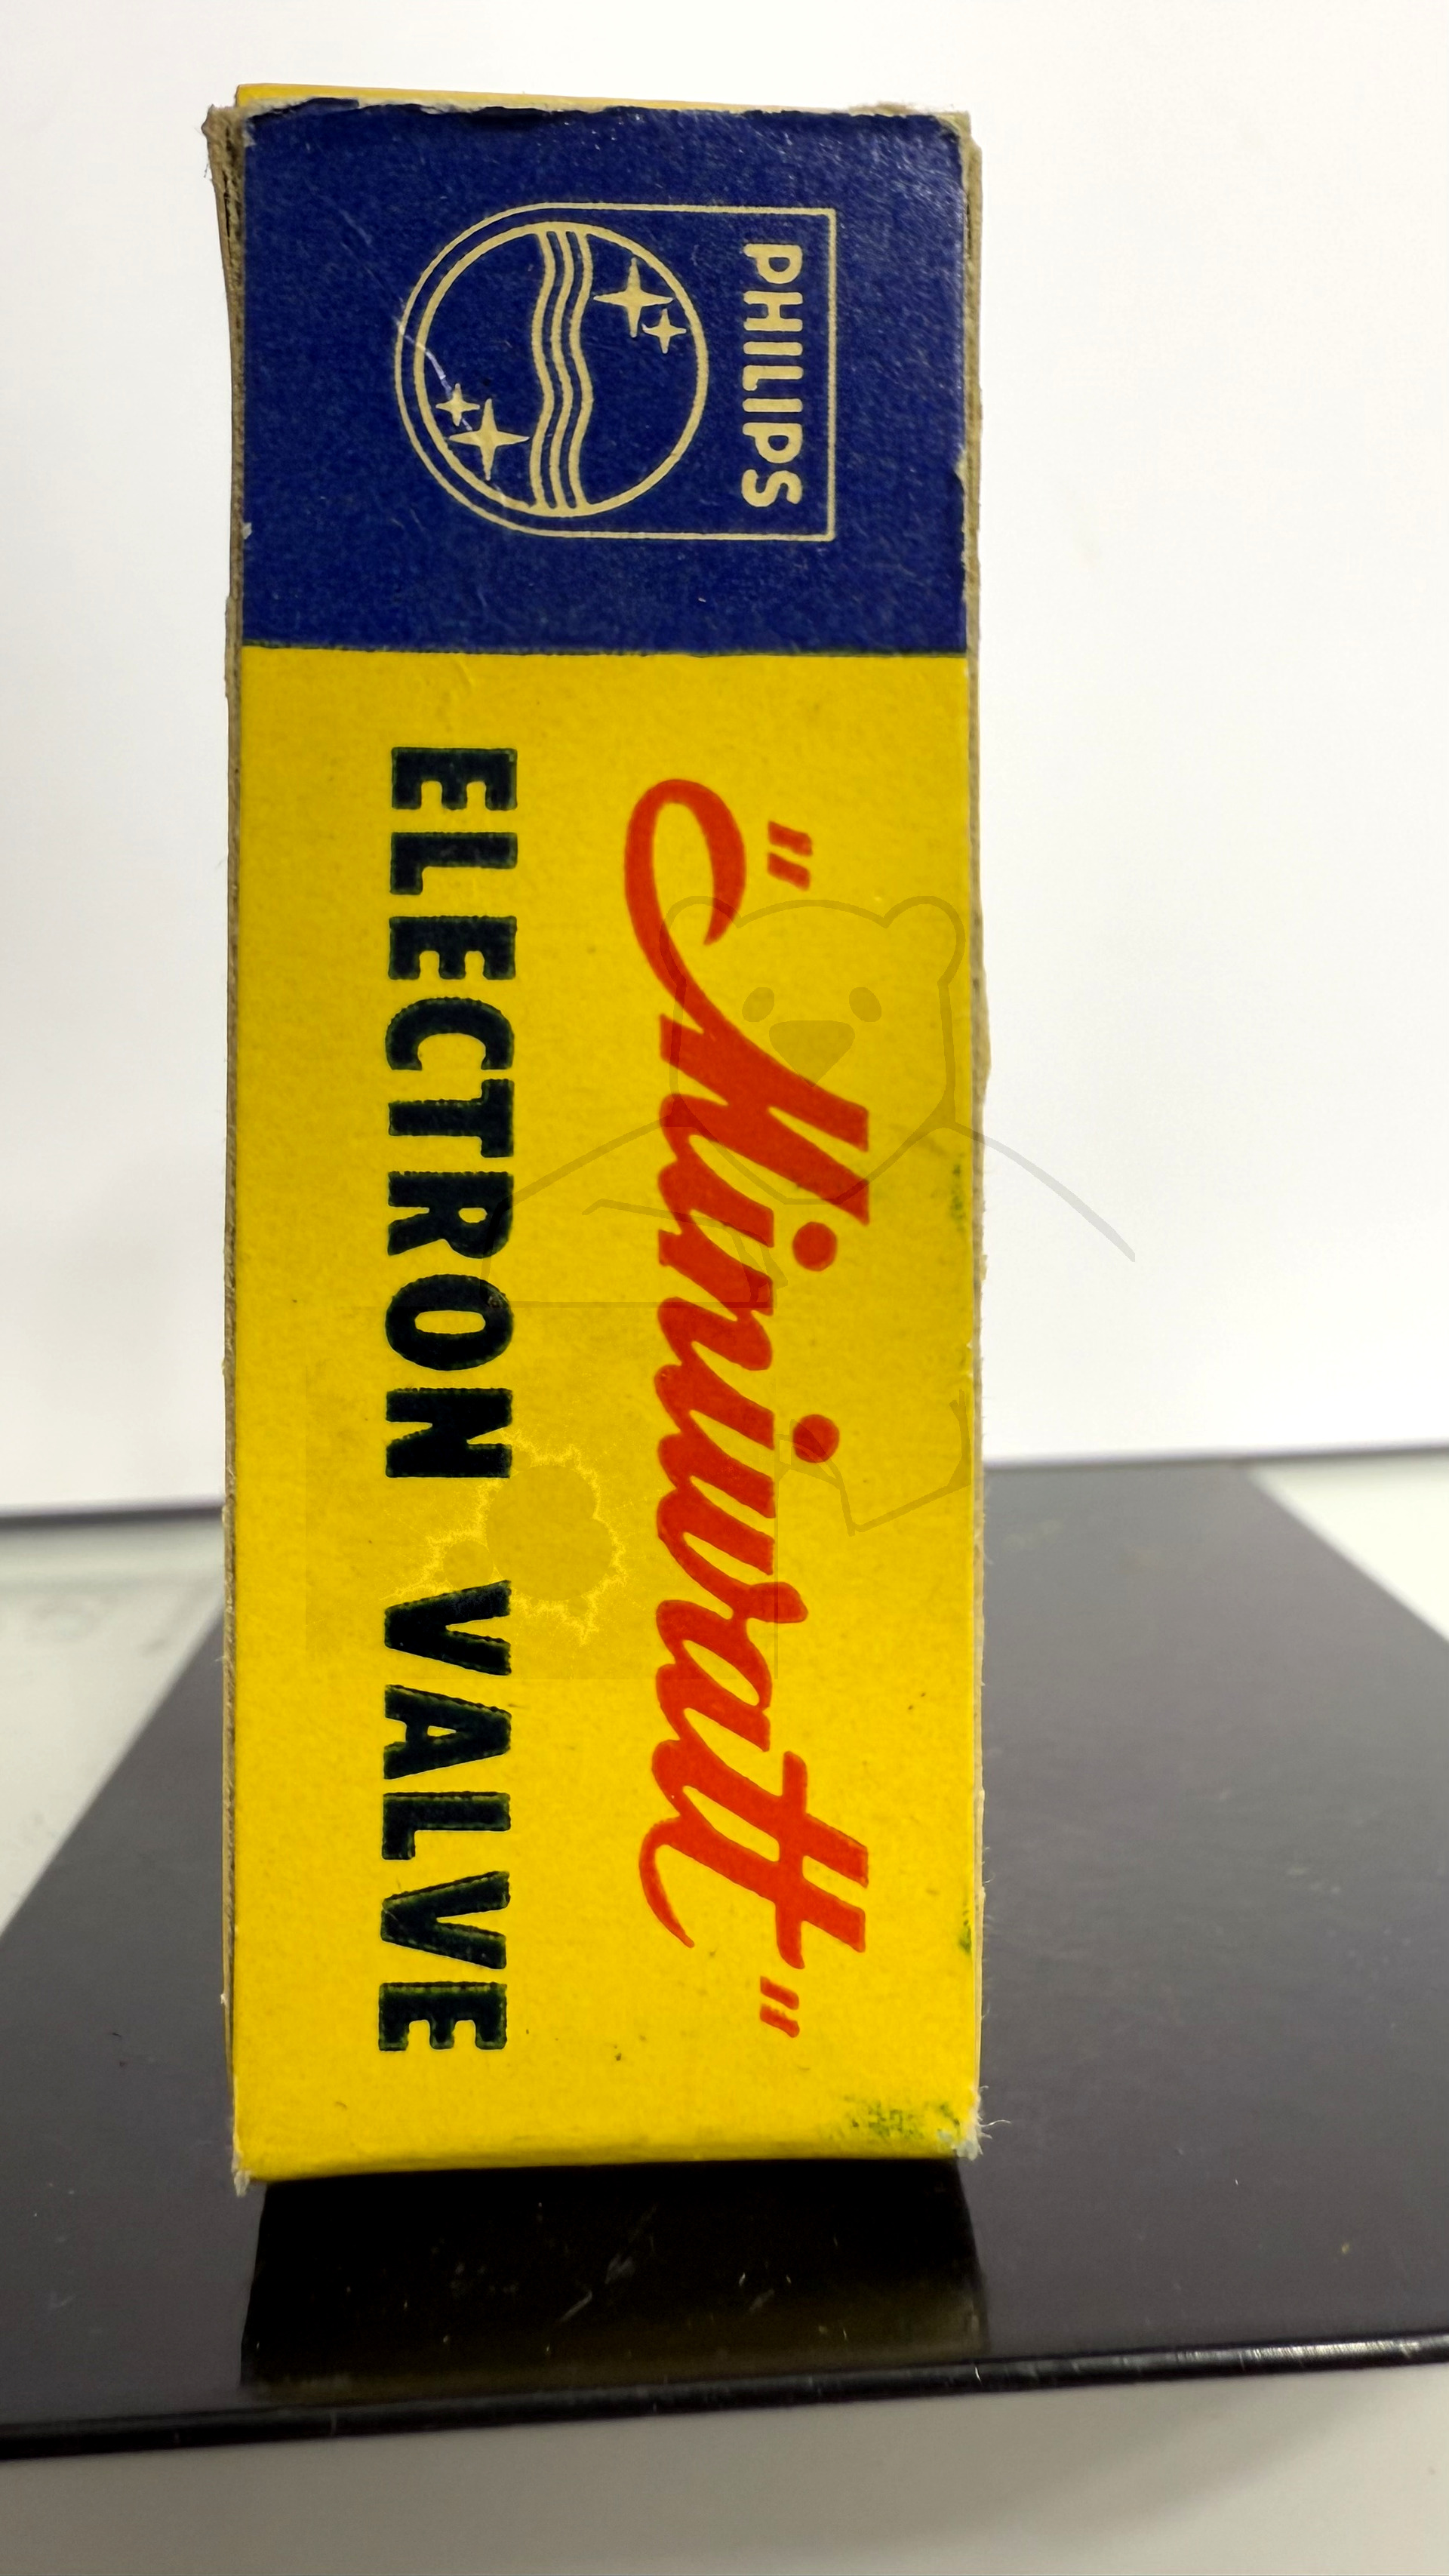 PHILIPS
"Miniwatt"
ELECTRON VALVE